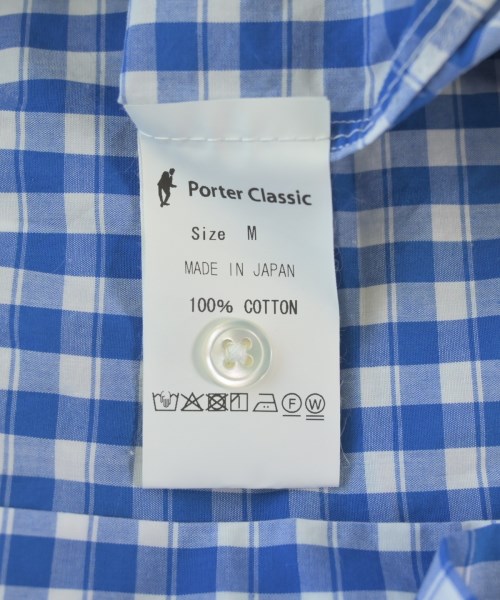 Porter Classic
Size M
MADE IN JAPAN
100% COTTON
F W